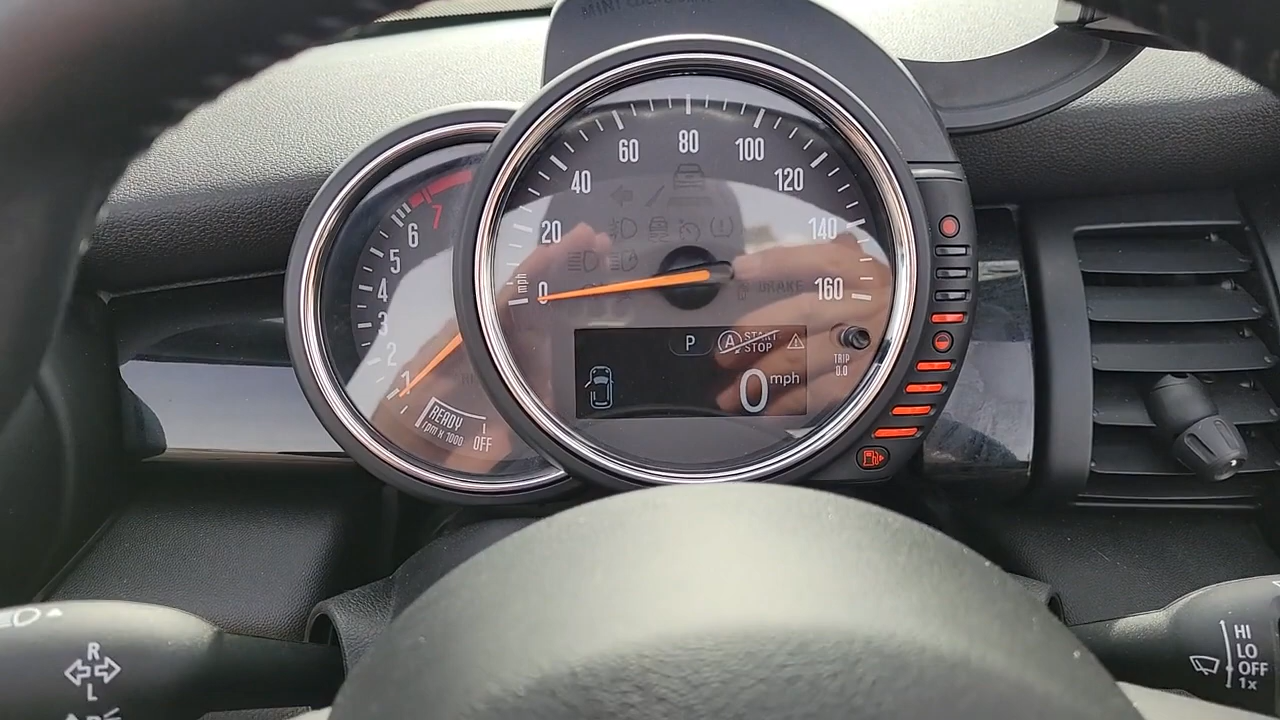 MINI
60
80
100
40
120
20
140
mph
0
160
BRAKE
7
6
5
4
3
2
1
READY
rpm x 1000
OFF
P
A
START
STOP
0 mph
TRIP
0.0
R
L
HI
LO
OFF
1x